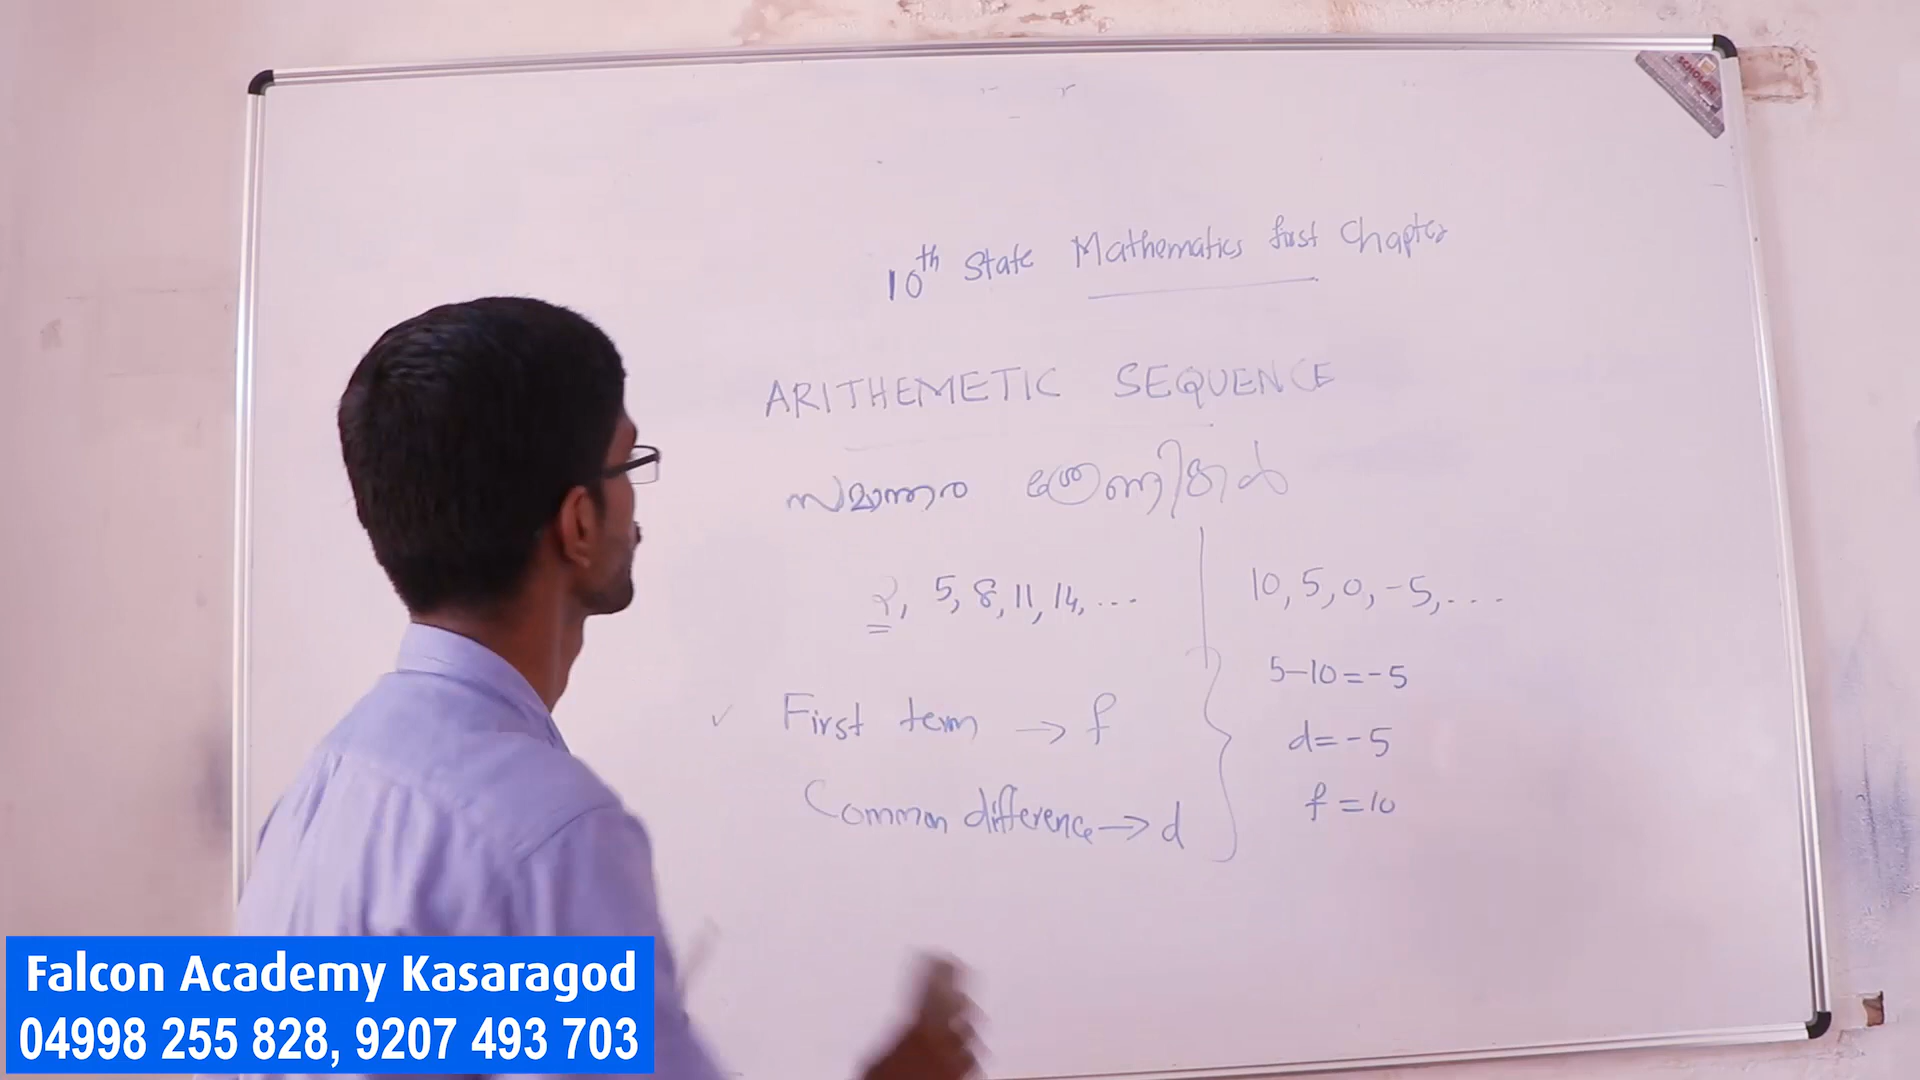 SCHOLAR
10th State Mathematics first Chapter
ARITHEMETIC SEQUENCE
സമാന്തര ശ്രേണികൾ
2, 5, 8, 11, 14, ...
First term → f
Common difference → d
10, 5, 0, -5, ...
5-10=-5
d=-5
f=10
Falcon Academy Kasaragod
04998 255 828, 9207 493 703